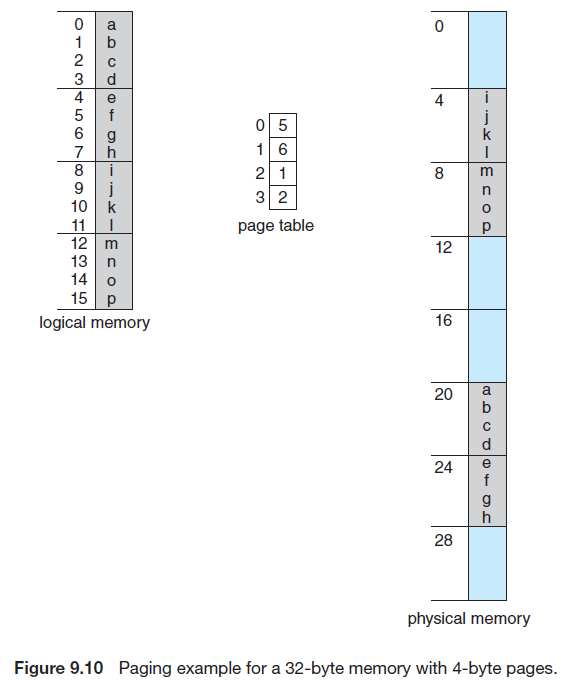 0 a
1 b
2 c
3 d
4 e
5 f
6 g
7 h
8 i
9 j
10 k
11 l
12 m
13 n
14 o
15 p
logical memory
0 5
1 6
2 1
3 2
page table
0
4 i
j
k
l
8 m
n
o
p
12
16
20 a
b
c
d
24 e
f
g
h
28
physical memory
Figure 9.10 Paging example for a 32-byte memory with 4-byte pages.